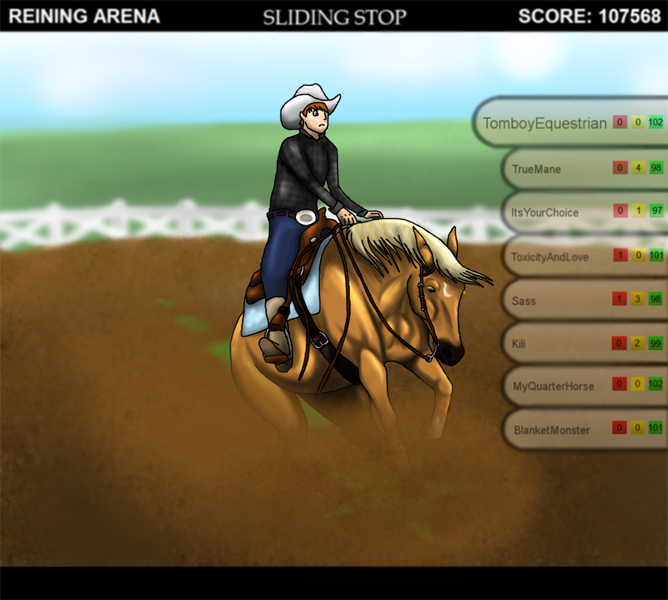 REINING ARENA SLIDING STOP SCORE: 107568
TomboyEquestrian 0 0 102
TrueMane 0 4 98
ItsYourChoice 0 1 97
ToxicityAndLove 1 0 101
Sass 1 3 98
Kili 0 2 99
MyQuarterHorse 0 0 102
BlanketMonster 0 0 101